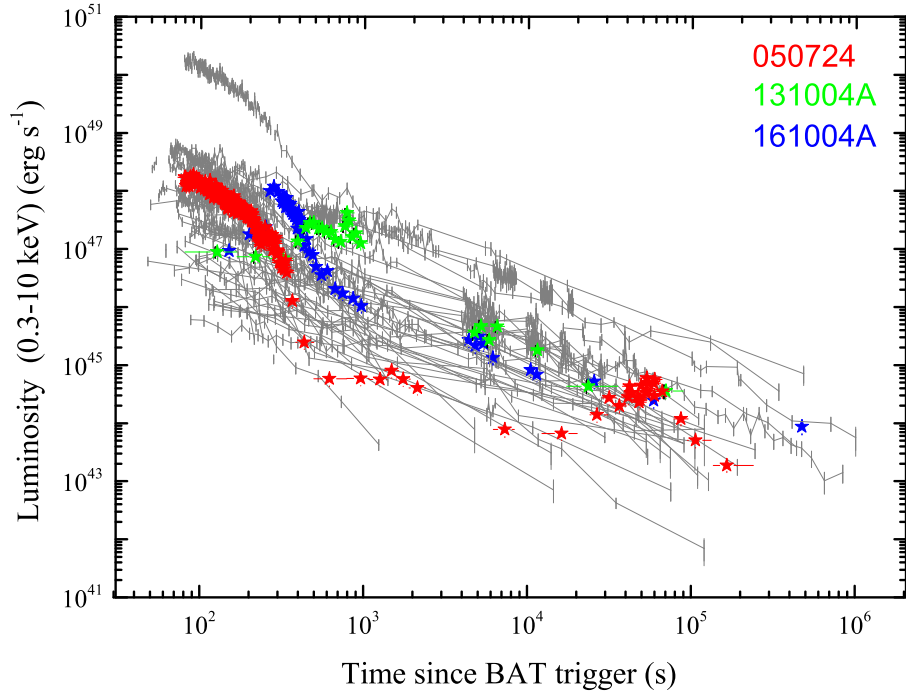 10^51
10^49
10^47
10^45
10^43
10^41
Luminosity (0.3-10 keV) (erg s^-1)
050724
131004A
161004A
10^2 10^3 10^4 10^5 10^6
Time since BAT trigger (s)